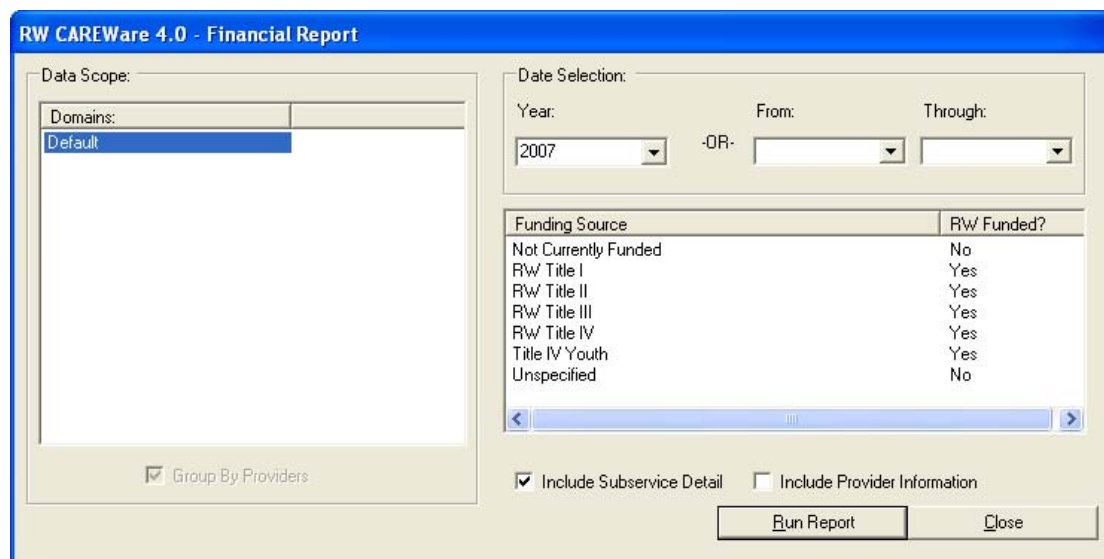 RW CAREWare 4.0 - Financial Report
Data Scope:
Domains:
Default
Group By Providers
Date Selection:
Year: From: Through:
2007 -OR-
Funding Source RW Funded?
Not Currently Funded No
RW Title I Yes
RW Title II Yes
RW Title III Yes
RW Title IV Yes
Title IV Youth Yes
Unspecified No
Include Subservice Detail Include Provider Information
Run Report Close